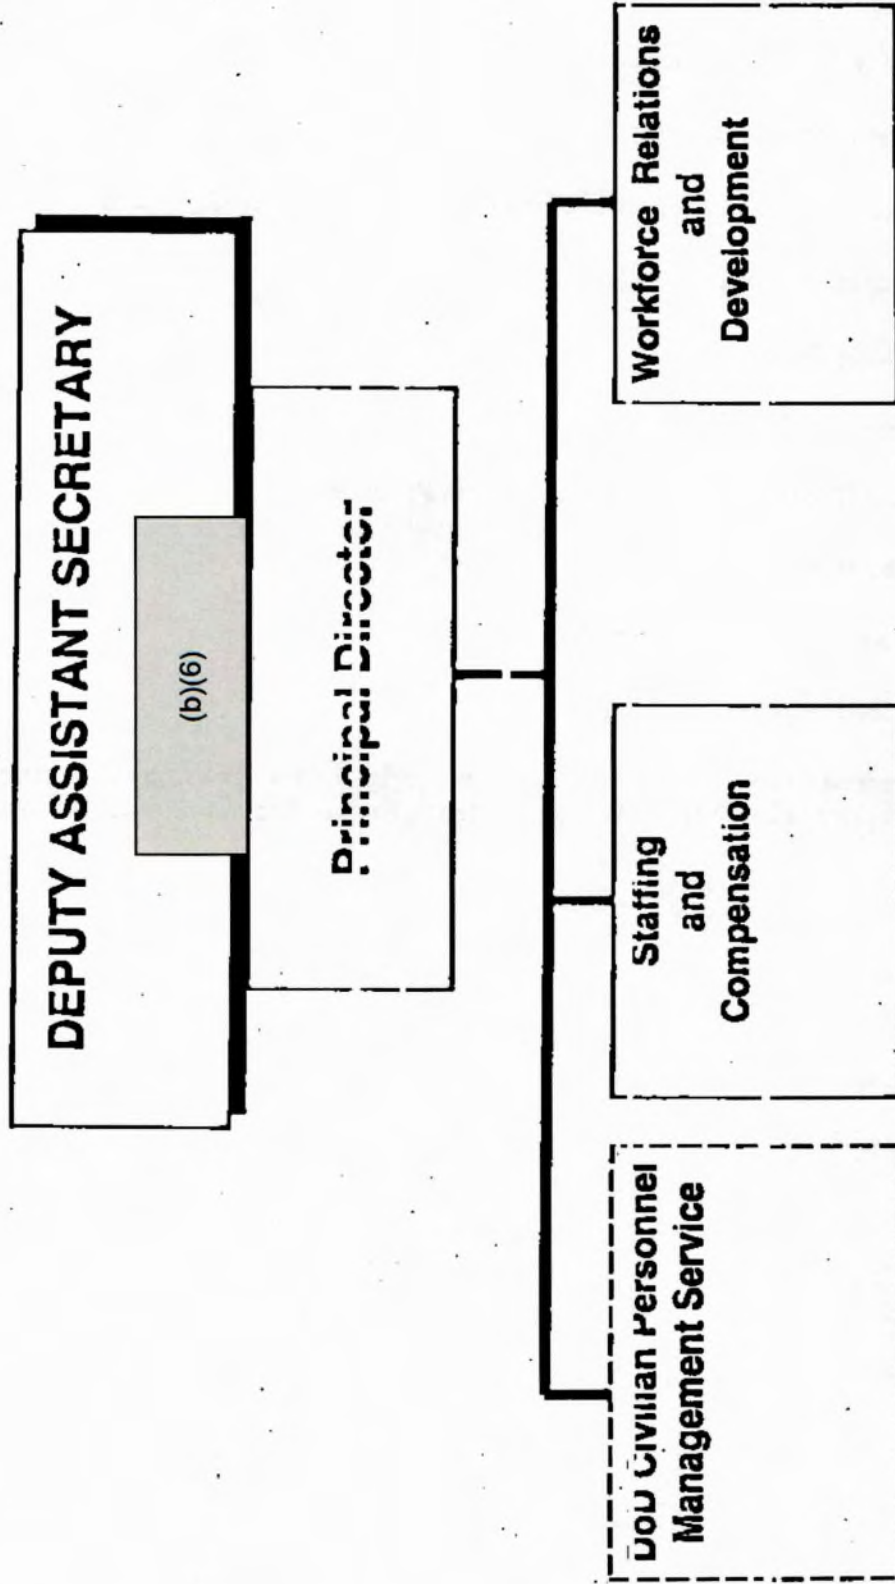 DEPUTY ASSISTANT SECRETARY
(b)(6)
Principal Director
DoD Civilian Personnel
Management Service
Staffing
and
Compensation
Workforce Relations
and
Development